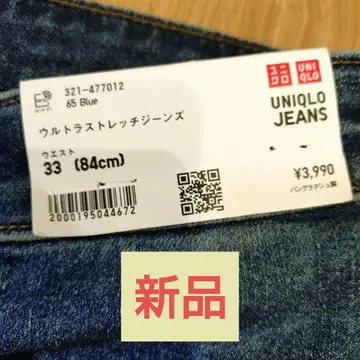 321-477012
65 Blue
ユニ
クロ
UNI
QLO
ウルトラストレッチジーンズ
UNIQLO
JEANS
ウエスト
33 (84cm)
¥3,990
バングラデシュ製
2000195044672
新品